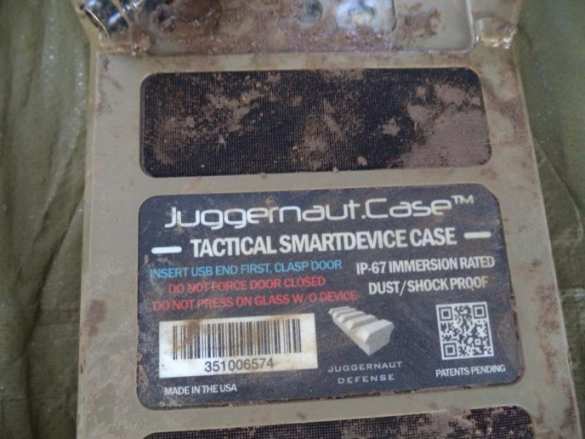 Juggernaut.Case™
TACTICAL SMARTDEVICE CASE
INSERT USB END FIRST, CLASP DOOR
DO NOT FORCE DOOR CLOSED
DO NOT PRESS ON GLASS W/O DEVICE
IP-67 IMMERSION RATED
DUST/SHOCK PROOF
351006574
MADE IN THE USA
JUGGERNAUT
DEFENSE
PATENTS PENDING